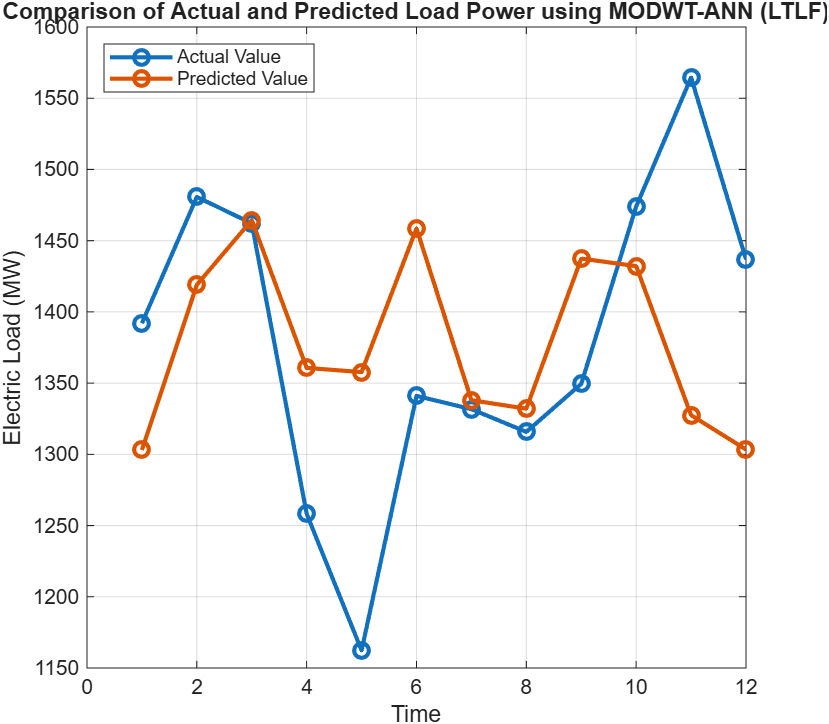 Comparison of Actual and Predicted Load Power using MODWT-ANN (LTLF)
Actual Value
Predicted Value
Electric Load (MW)
1600
1550
1500
1450
1400
1350
1300
1250
1200
1150
0 2 4 6 8 10 12
Time